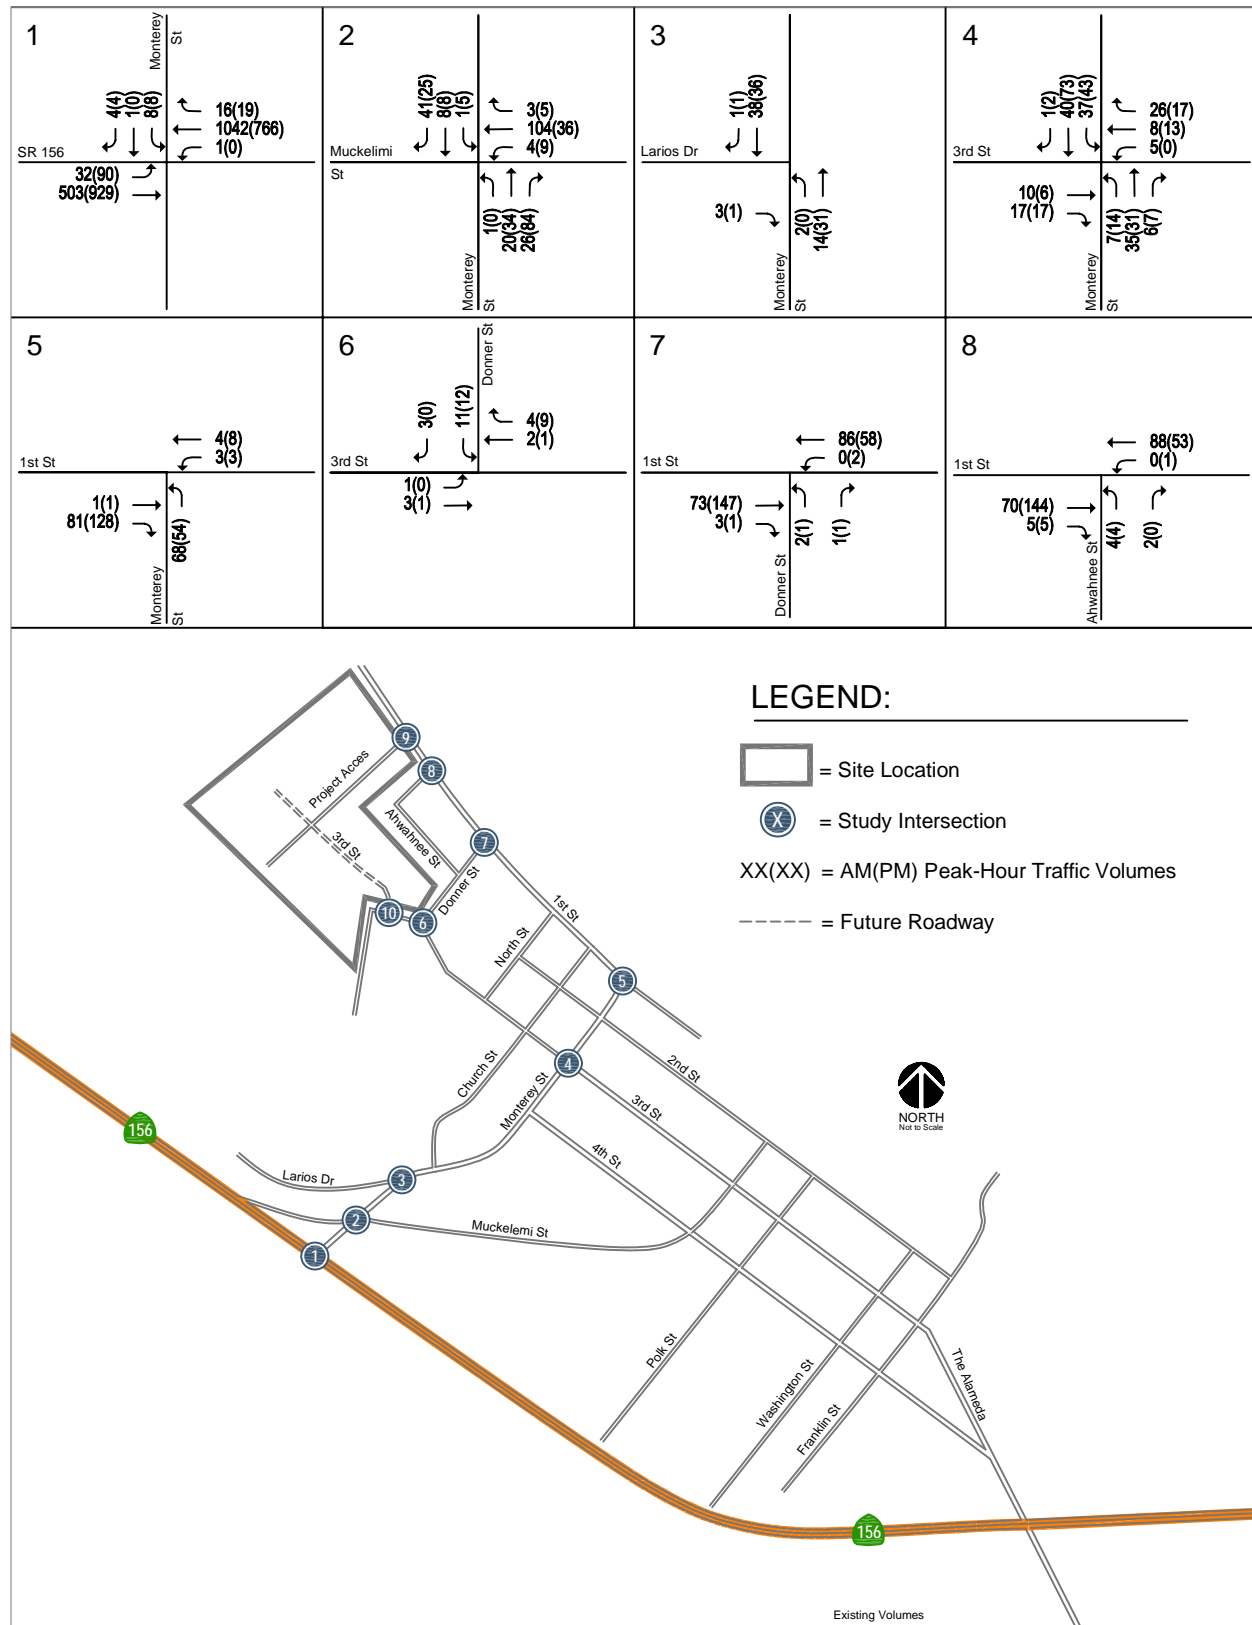 1
Monterey
St
4(4)
1(0)
8(8)
16(19)
1042(766)
1(0)
SR 156
32(90)
503(929)
2
41(25)
8(8)
1(5)
3(5)
104(36)
4(9)
Muckelimi
St
1(0)
20(34)
26(84)
Monterey
St
3
1(1)
38(36)
Larios Dr
3(1)
2(0)
14(31)
Monterey
St
4
1(2)
40(73)
37(43)
26(17)
8(13)
5(0)
3rd St
10(6)
17(17)
7(14)
35(31)
6(7)
Monterey
St
5
4(8)
3(3)
1st St
1(1)
81(128)
68(54)
Monterey
St
6
Donner St
3(0)
11(12)
4(9)
2(1)
3rd St
1(0)
3(1)
7
86(58)
0(2)
1st St
73(147)
3(1)
2(1)
1(1)
Donner St
8
88(53)
0(1)
1st St
70(144)
5(5)
4(4)
2(0)
Ahwahnee St
LEGEND:
= Site Location
X
= Study Intersection
XX(XX) = AM(PM) Peak-Hour Traffic Volumes
= Future Roadway
9
8
Project Acces
3rd St
Ahwahnee St
7
Donner St
10
6
1st St
North St
5
4
Church St
Monterey St
2nd St
3rd St
4th St
NORTH
Not to Scale
156
Larios Dr
3
2
Muckelemi St
1
Polk St
Washington St
Franklin St
The Alameda
156
Existing Volumes